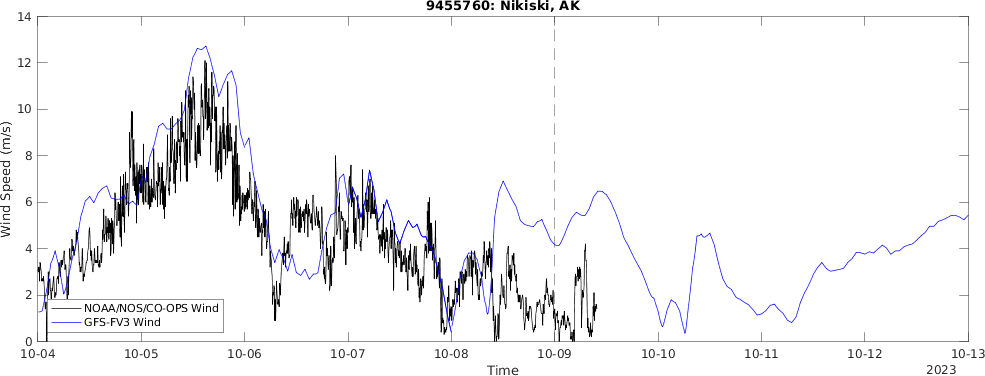 9455760: Nikiski, AK
14
12
10
8
6
4
2
0
Wind Speed (m/s)
NOAA/NOS/CO-OPS Wind
GFS-FV3 Wind
10-04 10-05 10-06 10-07 10-08 10-09 10-10 10-11 10-12 10-13
Time
2023